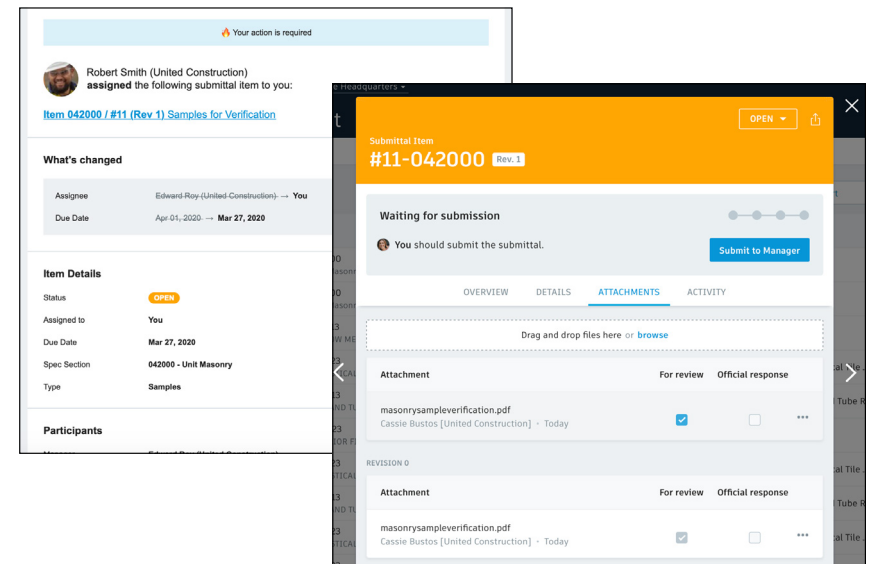 🔥 Your action is required
Robert Smith (United Construction)
assigned the following submittal item to you:
Item 042000 / #11 (Rev 1) Samples for Verification
What's changed
Assignee Edward Roy (United Construction) → You
Due Date Apr 01, 2020 → Mar 27, 2020
Item Details
Status OPEN
Assigned to You
Due Date Mar 27, 2020
Spec Section 042000 - Unit Masonry
Type Samples
Participants
Headquarters
OPEN
Submittal Item
#11-042000 Rev. 1
Waiting for submission
You should submit the submittal.
Submit to Manager
OVERVIEW DETAILS ATTACHMENTS ACTIVITY
Drag and drop files here or browse
Attachment For review Official response
masonrysampleverification.pdf
Cassie Bustos [United Construction] • Today
REVISION 0
Attachment For review Official response
masonrysampleverification.pdf
Cassie Bustos [United Construction] • Today